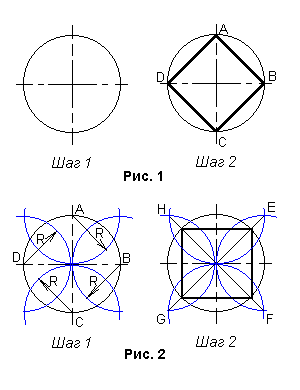 A
D B
C
Шаг 1 Шаг 2
Рис. 1
A H E
R R
D B
R R
C G F
Шаг 1 Шаг 2
Рис. 2